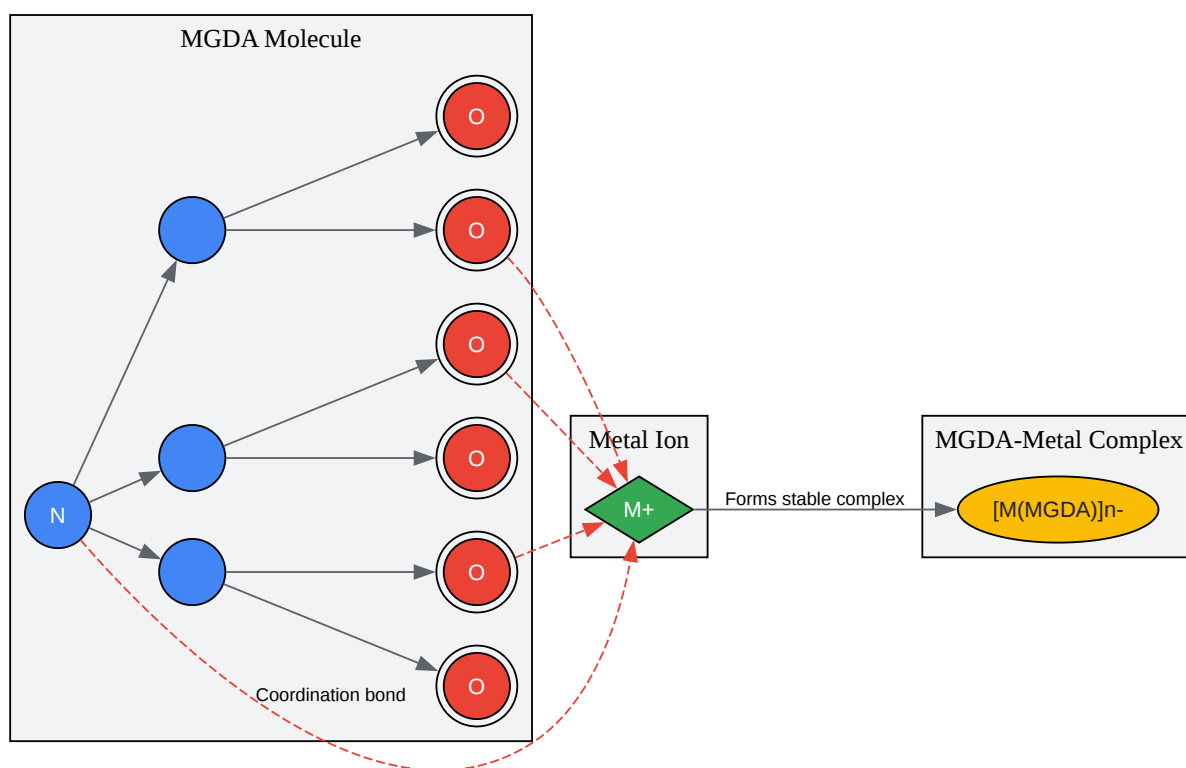 MGDA Molecule
O
O
O
O
O
O
N
Coordination bond
Metal Ion
M+
Forms stable complex
MGDA-Metal Complex
[M(MGDA)]n-